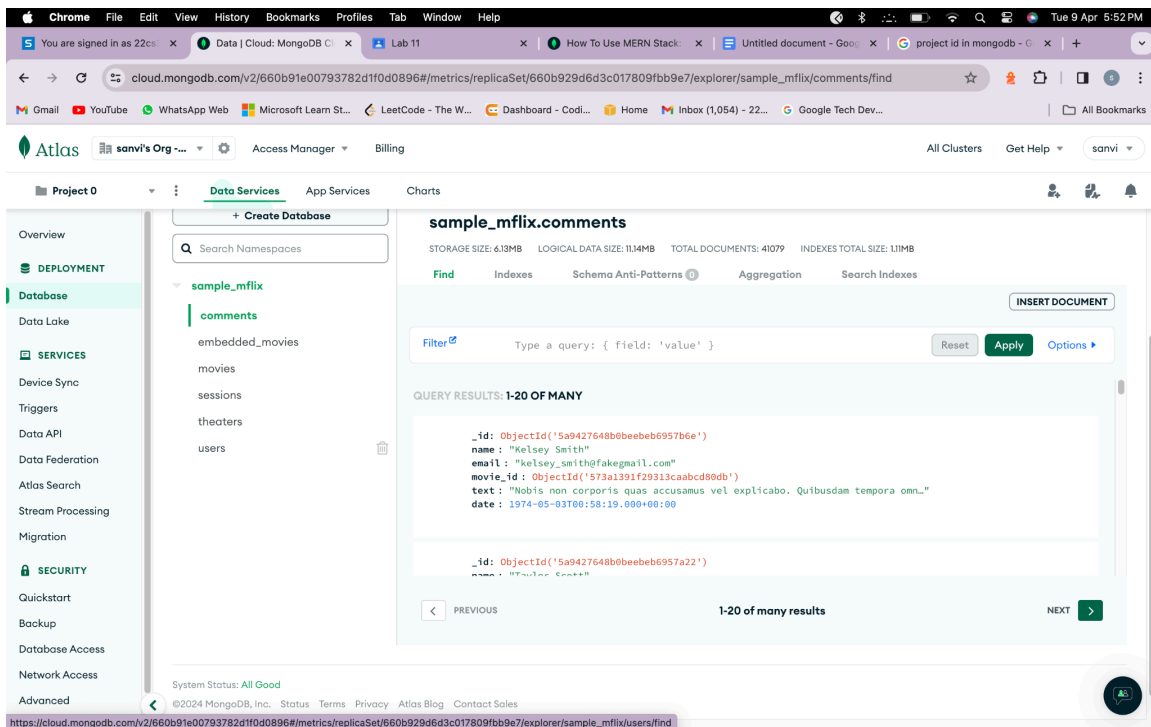 Chrome File Edit View History Bookmarks Profiles Tab Window Help Tue 9 Apr 5:52 PM
You are signed in as 22cs: Data | Cloud: MongoDB Cl Lab 11 How To Use MERN Stack: Untitled document - Goog project id in mongodb - G
cloud.mongodb.com/v2/660b91e00793782d1f0d0896#/metrics/replicaSet/660b929d6d3c017809fbb9e7/explorer/sample_mflix/comments/find
Gmail YouTube WhatsApp Web Microsoft Learn St... LeetCode - The W... Dashboard - Codi... Home Inbox (1,054) - 22... Google Tech Dev... All Bookmarks
Atlas sanvi's Org -... Access Manager Billing All Clusters Get Help sanvi
Project 0 Data Services App Services Charts
Overview
DEPLOYMENT
Database
Data Lake
SERVICES
Device Sync
Triggers
Data API
Data Federation
Atlas Search
Stream Processing
Migration
SECURITY
Quickstart
Backup
Database Access
Network Access
Advanced
+ Create Database
Search Namespaces
sample_mflix
comments
embedded_movies
movies
sessions
theaters
users
sample_mflix.comments
STORAGE SIZE: 6.13MB LOGICAL DATA SIZE: 11.14MB TOTAL DOCUMENTS: 41079 INDEXES TOTAL SIZE: 1.11MB
Find Indexes Schema Anti-Patterns 0 Aggregation Search Indexes
INSERT DOCUMENT
Filter Type a query: { field: 'value' } Reset Apply Options
QUERY RESULTS: 1-20 OF MANY
_id: ObjectId('5a9427648b0beebeb6957b6e')
name : "Kelsey Smith"
email : "kelsey_smith@fakegmail.com"
movie_id : ObjectId('573a1391f29313caabcd80db')
text : "Nobis non corporis quas accusamus vel explicabo. Quibusdam tempora omn…"
date : 1974-05-03T00:58:19.000+00:00
_id: ObjectId('5a9427648b0beebeb6957a22')
name : "Taylor Scott"
PREVIOUS 1-20 of many results NEXT
System Status: All Good
©2024 MongoDB, Inc. Status Terms Privacy Atlas Blog Contact Sales
https://cloud.mongodb.com/v2/660b91e00793782d1f0d0896#/metrics/replicaSet/660b929d6d3c017809fbb9e7/explorer/sample_mflix/users/find